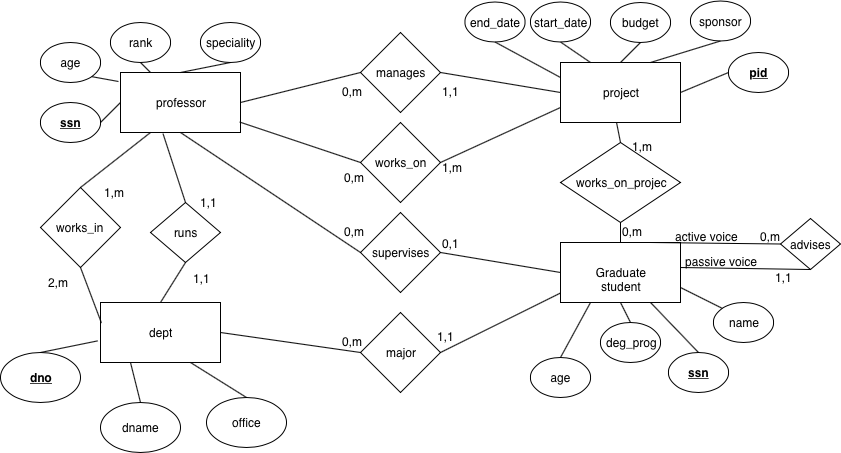 end_date
start_date
budget
sponsor
rank
speciality
age
pid
manages
project
professor
0,m
1,1
ssn
1,m
works_on
0,m
1,m
works_on_projec
1,m
1,1
works_in
runs
0,m
0,m
active voice
0,m
0,1
advises
supervises
passive voice
2,m
1,1
Graduate
student
1,1
name
dept
0,m
1,1
deg_prog
major
dno
age
ssn
dname
office